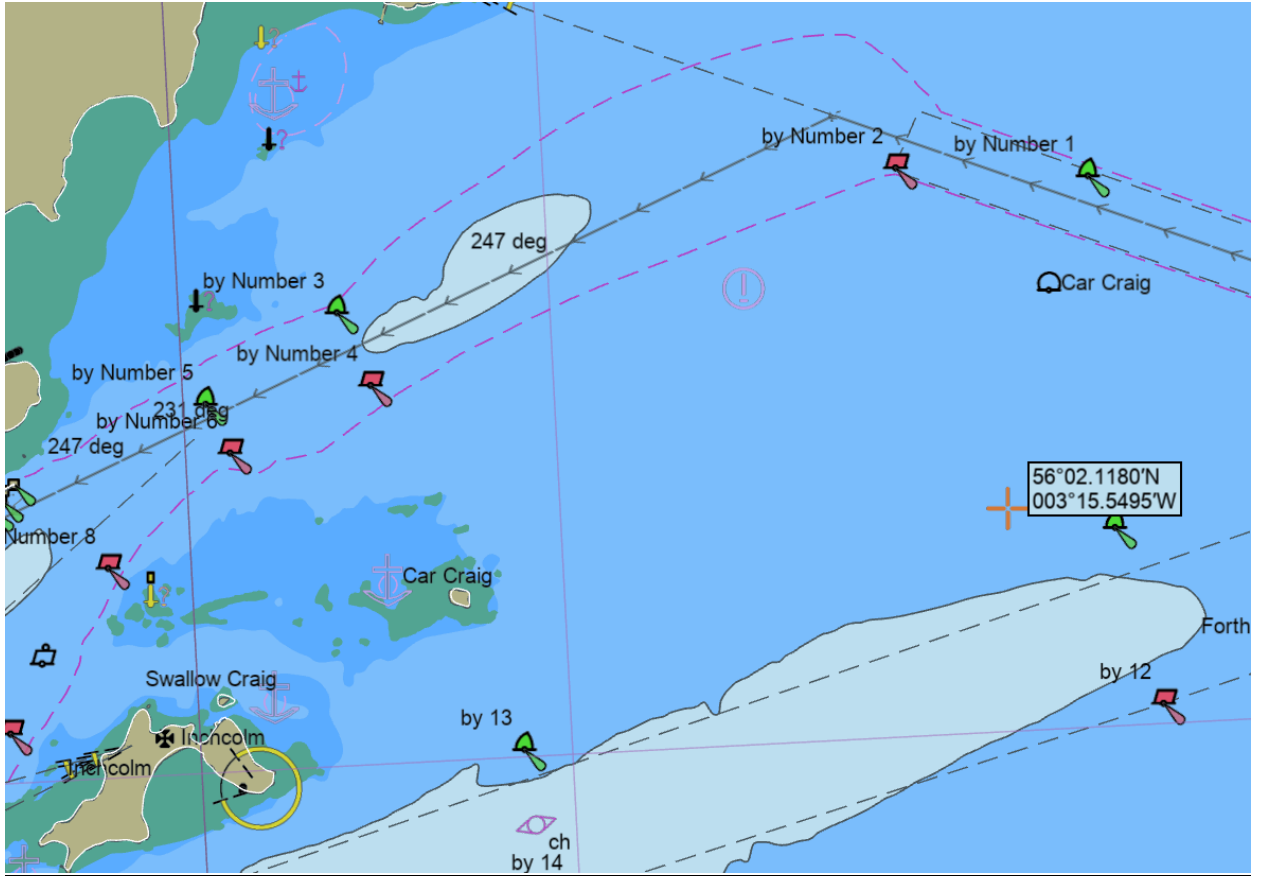 by Number 2
by Number 1
247 deg
by Number 3
Car Craig
by Number 4
by Number 5
231 deg
by Number 6
247 deg
56°02.1180'N
003°15.5495'W
Number 8
Car Craig
Forth
Swallow Craig
by 12
by 13
Inchcolm
Inchcolm
ch
by 14